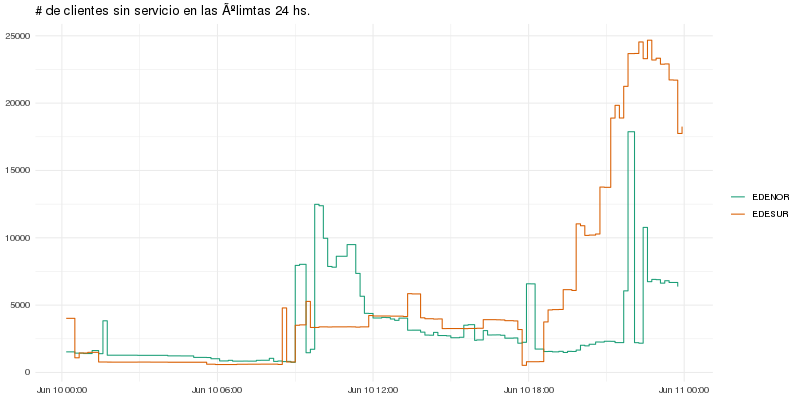 # de clientes sin servicio en las Ãºlimtas 24 hs.
25000
20000
15000
10000
5000
0
Jun 10 00:00
Jun 10 06:00
Jun 10 12:00
Jun 10 18:00
Jun 11 00:00
EDENOR
EDESUR